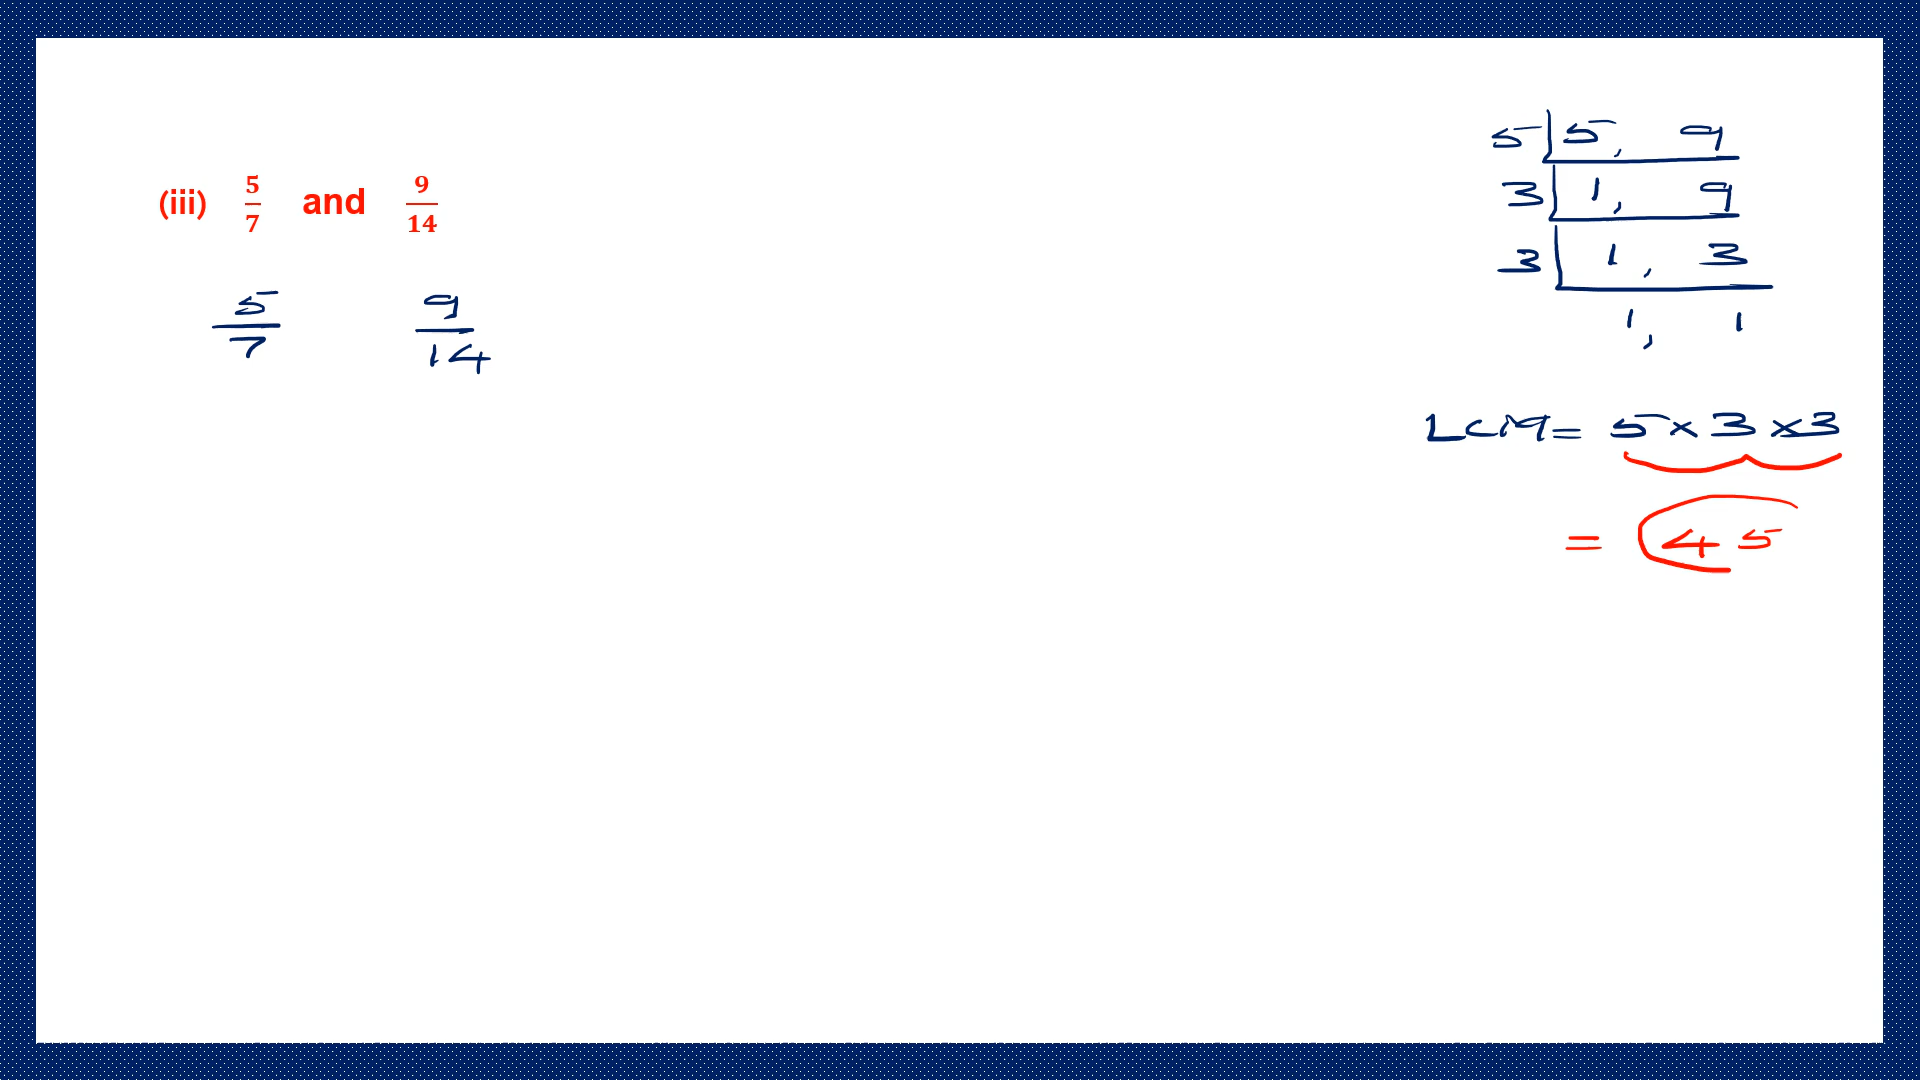 (iii) 5/7 and 9/14
5/7 9/14
5 | 5, 9
3 | 1, 9
3 | 1, 3
1, 1
LCM = 5 × 3 × 3
= 45